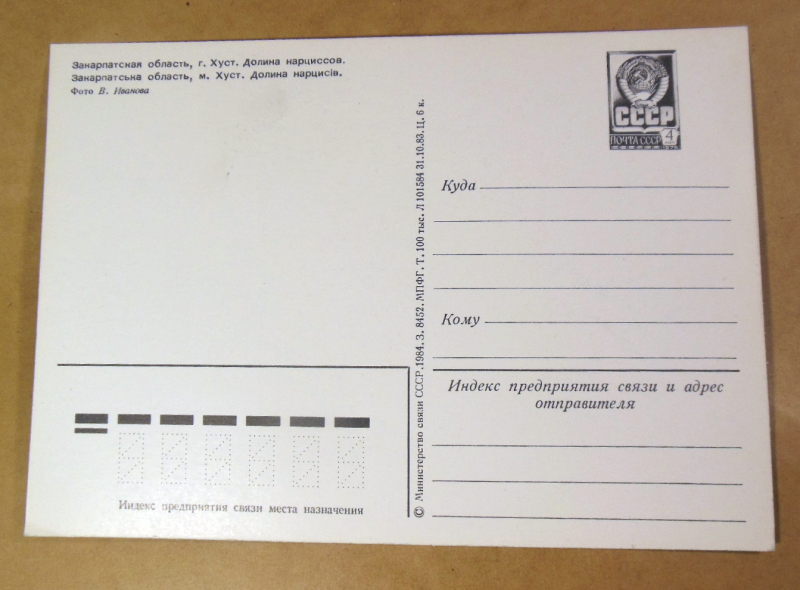 Закарпатская область, г. Хуст. Долина нарциссов.
Закарпатська область, м. Хуст. Долина нарцисів.
Фото В. Иванова
СССР
ПОЧТА СССР 4
Куда
Кому
Индекс предприятия связи и адрес
отправителя
© Министерство связи СССР. 1984. З. 8452. МПФГ. Т. 100 тыс. Л 101584 31.10.83. Ц. 6 к.
Индекс предприятия связи места назначения